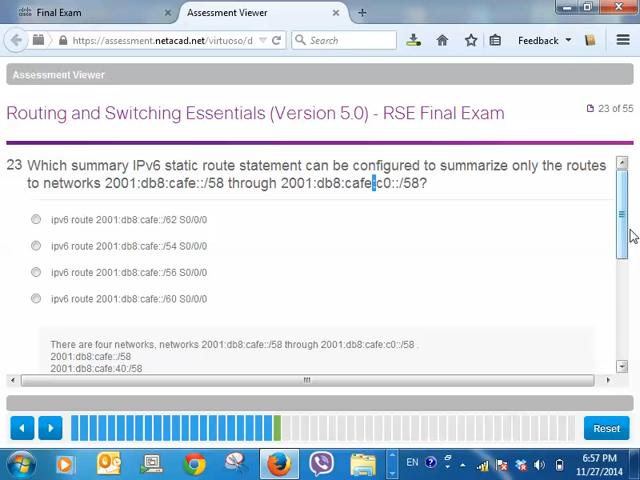 Final Exam
Assessment Viewer
https://assessment.netacad.net/virtuoso/d
Search
Feedback
Assessment Viewer
Routing and Switching Essentials (Version 5.0) - RSE Final Exam
23 of 55
23 Which summary IPv6 static route statement can be configured to summarize only the routes
to networks 2001:db8:cafe::/58 through 2001:db8:cafe:c0::/58?
ipv6 route 2001:db8:cafe::/62 S0/0/0
ipv6 route 2001:db8:cafe::/54 S0/0/0
ipv6 route 2001:db8:cafe::/56 S0/0/0
ipv6 route 2001:db8:cafe::/60 S0/0/0
There are four networks, networks 2001:db8:cafe::/58 through 2001:db8:cafe:c0::/58 .
2001:db8:cafe::/58
2001:db8:cafe:40:/58
Reset
EN
6:57 PM
11/27/2014